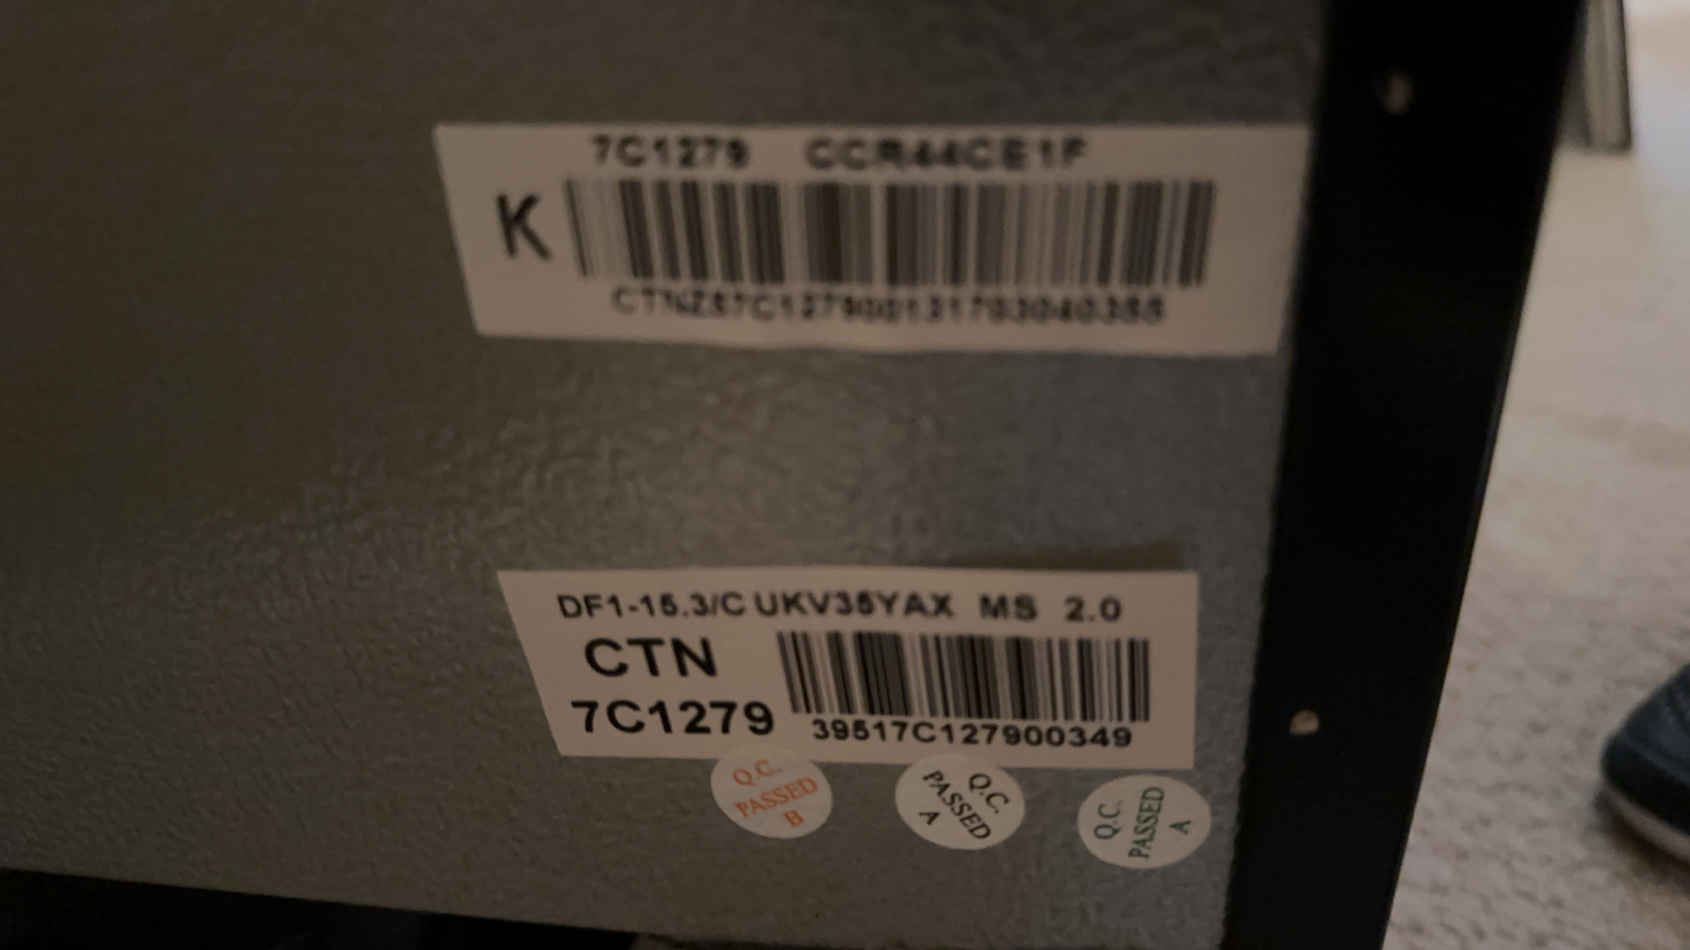 7C1279 CCR44CE1F
K
DF1-15.3/C UKV35YAX MS 2.0
CTN
7C1279
39517C127900349
Q.C.
PASSED
B
Q.C.
PASSED
A
Q.C.
PASSED
A